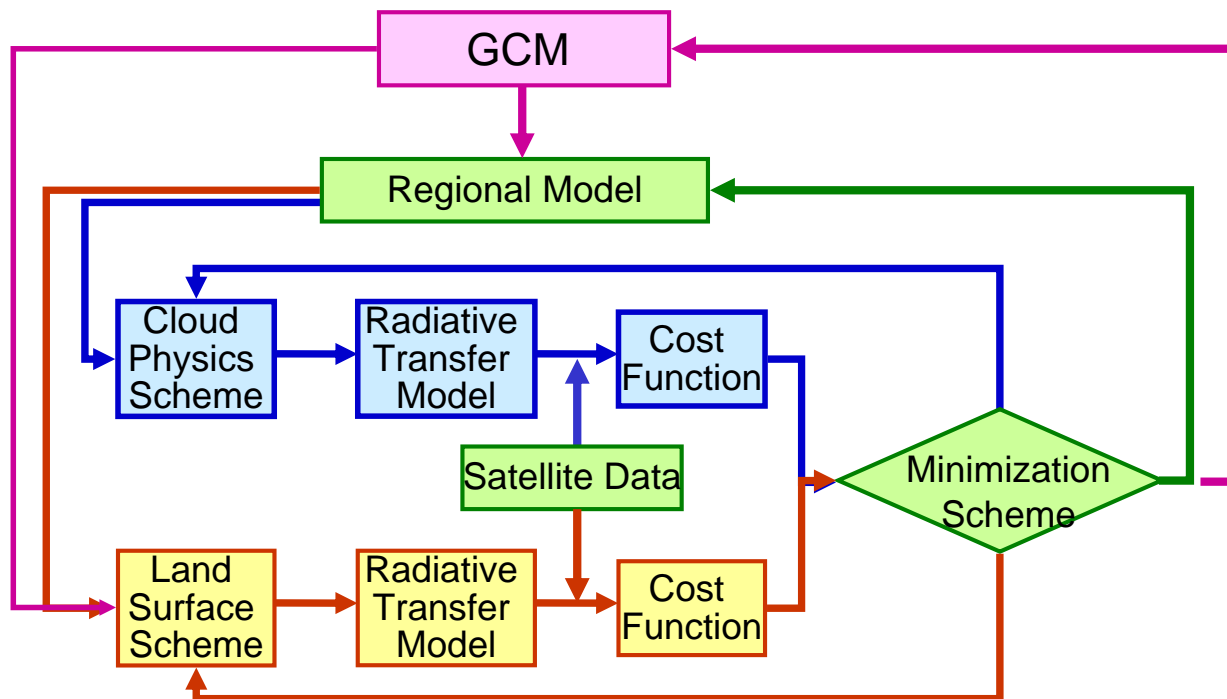 GCM
Regional Model
Cloud
Physics
Scheme
Radiative
Transfer
Model
Cost
Function
Satellite Data
Minimization
Scheme
Land
Surface
Scheme
Radiative
Transfer
Model
Cost
Function